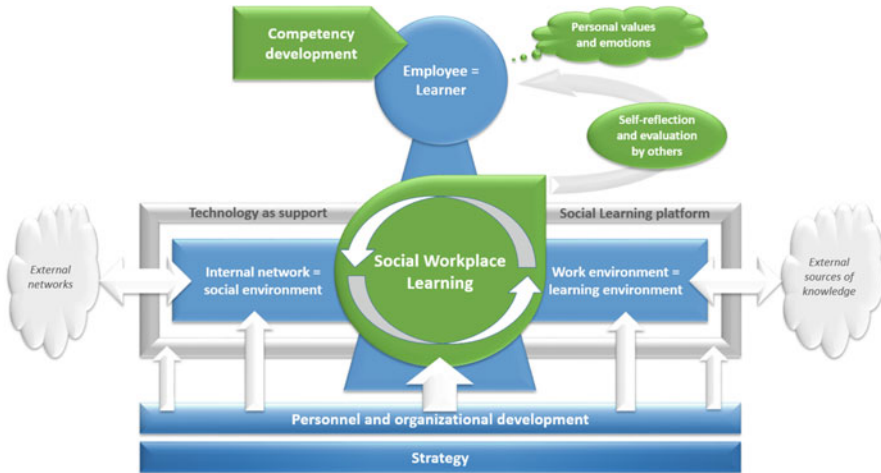 Competency
development
Employee =
Learner
Personal values
and emotions
Self-reflection
and evaluation
by others
Technology as support
Social Learning platform
External
networks
Internal network =
social environment
Social Workplace
Learning
Work environment =
learning environment
External
sources of
knowledge
Personnel and organizational development
Strategy